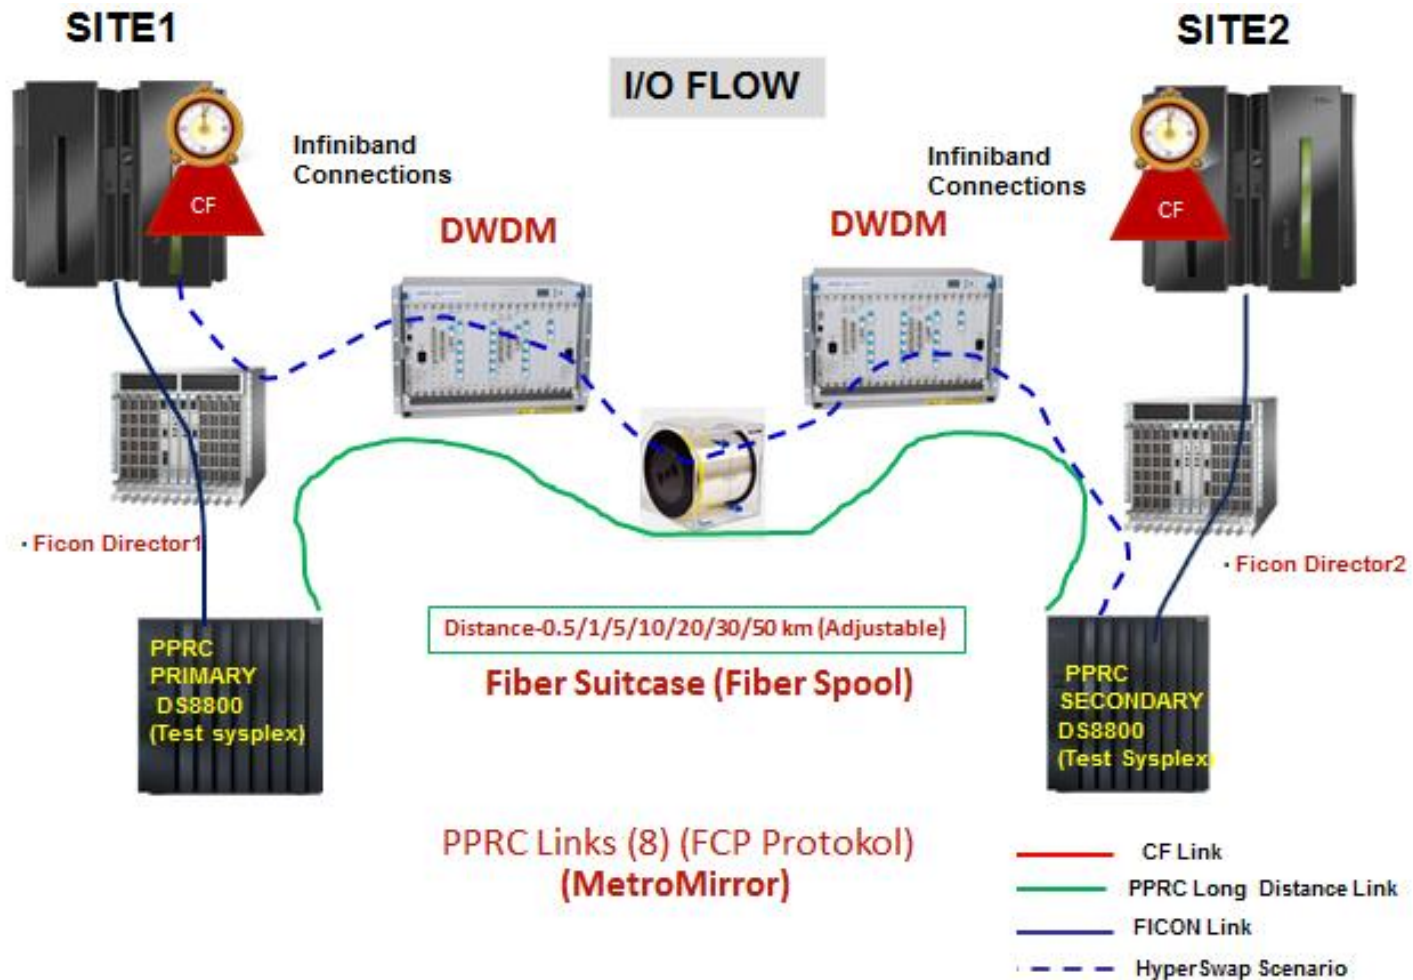 SITE1
SITE2
I/O FLOW
Infiniband
Connections
Infiniband
Connections
DWDM
DWDM
CF
CF
· Ficon Director1
· Ficon Director2
Distance-0.5/1/5/10/20/30/50 km (Adjustable)
Fiber Suitcase (Fiber Spool)
PPRC
PRIMARY
DS8800
(Test sysplex)
PPRC
SECONDARY
DS8800
(Test Sysplex)
PPRC Links (8) (FCP Protokol)
(MetroMirror)
CF Link
PPRC Long Distance Link
FICON Link
HyperSwap Scenario